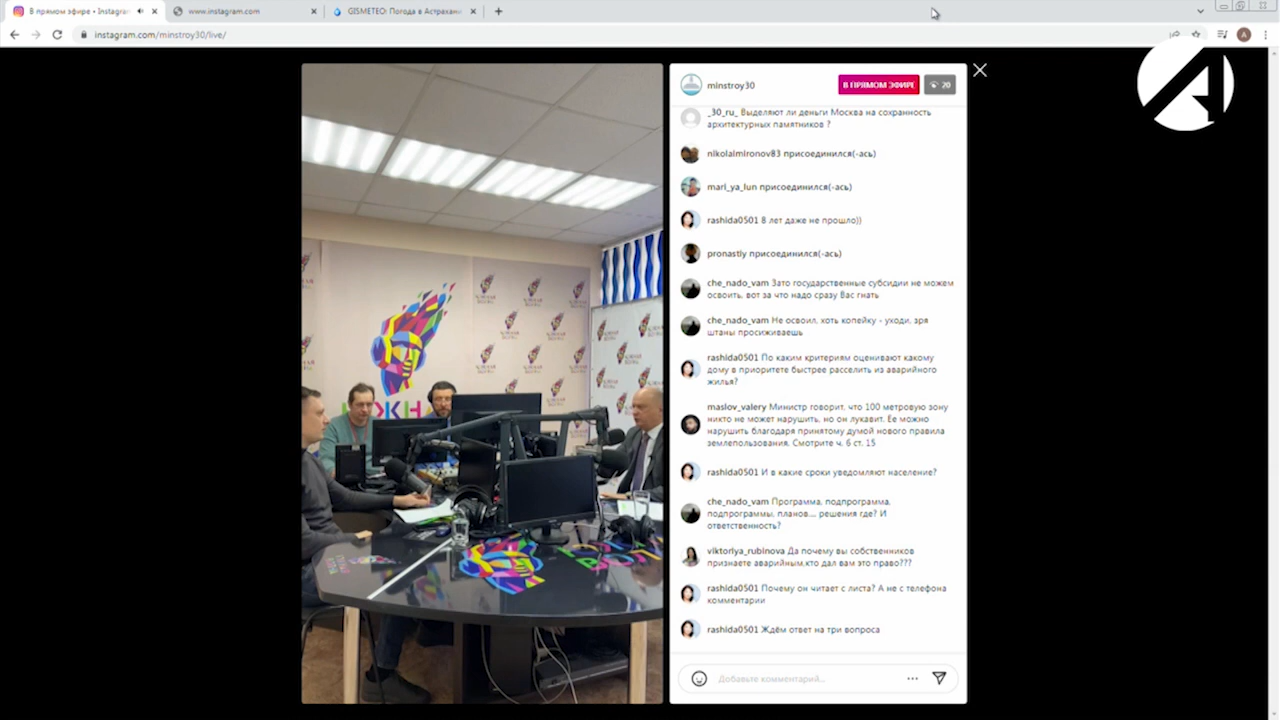 В прямом эфире • Instagram
www.instagram.com
GISMETEO: Погода в Астрахани
instagram.com/minstroy30/live/
A
minstroy30
В ПРЯМОМ ЭФИРЕ
20
_30_ru_ Выделяют ли деньги Москва на сохранность
архитектурных памятников ?
nikolaimironov83 присоединился(-ась)
mari_ya_lun присоединился(-ась)
rashida0501 8 лет даже не прошло))
pronastiy присоединился(-ась)
che_nado_vam Зато государственные субсидии не можем
освоить, вот за что надо сразу Вас гнать
che_nado_vam Не освоил, хоть копейку - уходи, зря
штаны просиживаешь
rashida0501 По каким критериям оценивают какому
дому в приоритете быстрее расселить из аварийного
жилья?
maslov_valery Министр говорит, что 100 метровую зону
никто не может нарушить, но он лукавит. Ее можно
нарушить благодаря принятому думой нового правила
землепользования. Смотрите ч. 6 ст. 15
rashida0501 И в какие сроки уведомляют население?
che_nado_vam Программа, подпрограмма,
подпрограммы, планов.... решения где? И
ответственность?
viktoriya_rubinova Да почему вы собственников
признаете аварийным,кто дал вам это право???
rashida0501 Почему он читает с листа? А не с телефона
комментарии
rashida0501 Ждём ответ на три вопроса
Добавьте комментарий...